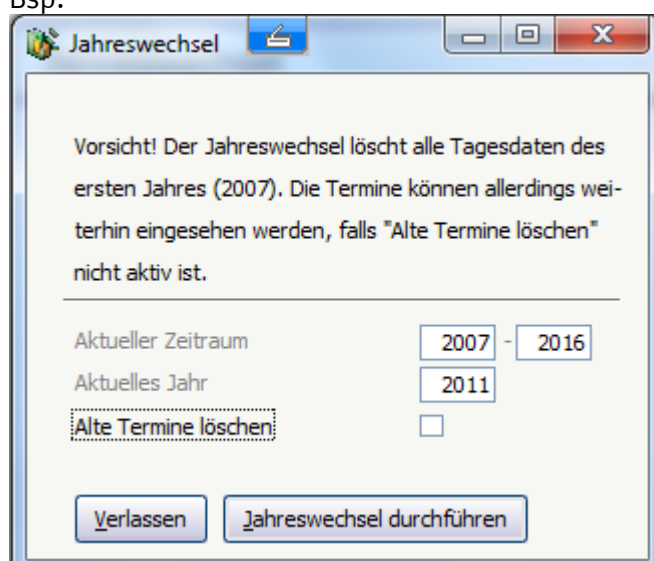 Bsp.
Jahreswechsel
Vorsicht! Der Jahreswechsel löscht alle Tagesdaten des
ersten Jahres (2007). Die Termine können allerdings wei-
terhin eingesehen werden, falls "Alte Termine löschen"
nicht aktiv ist.
Aktueller Zeitraum 2007 - 2016
Aktuelles Jahr 2011
Alte Termine löschen
Verlassen Jahreswechsel durchführen